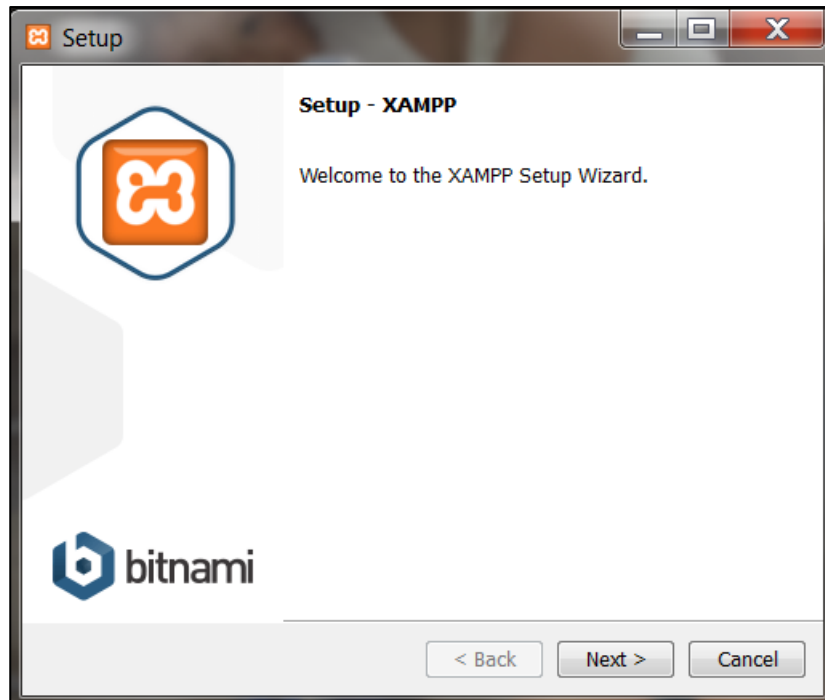 Setup
Setup - XAMPP
Welcome to the XAMPP Setup Wizard.
bitnami
< Back
Next >
Cancel